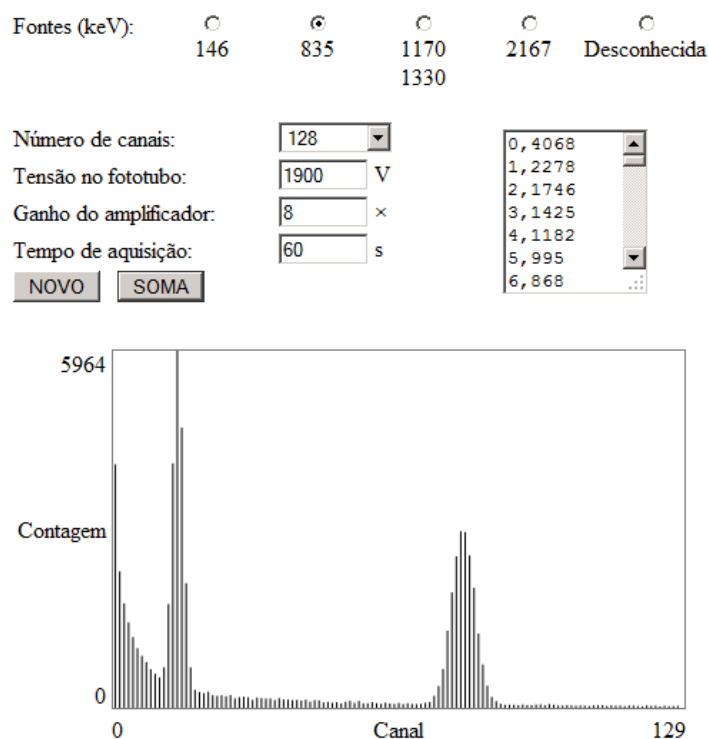 Fontes (keV):
146 835 1170 2167 Desconhecida
1330
Número de canais: 128
Tensão no fototubo: 1900 V
Ganho do amplificador: 8 ×
Tempo de aquisição: 60 s
NOVO SOMA
0,4068
1,2278
2,1746
3,1425
4,1182
5,995
6,868
5964
Contagem
0
0 Canal 129